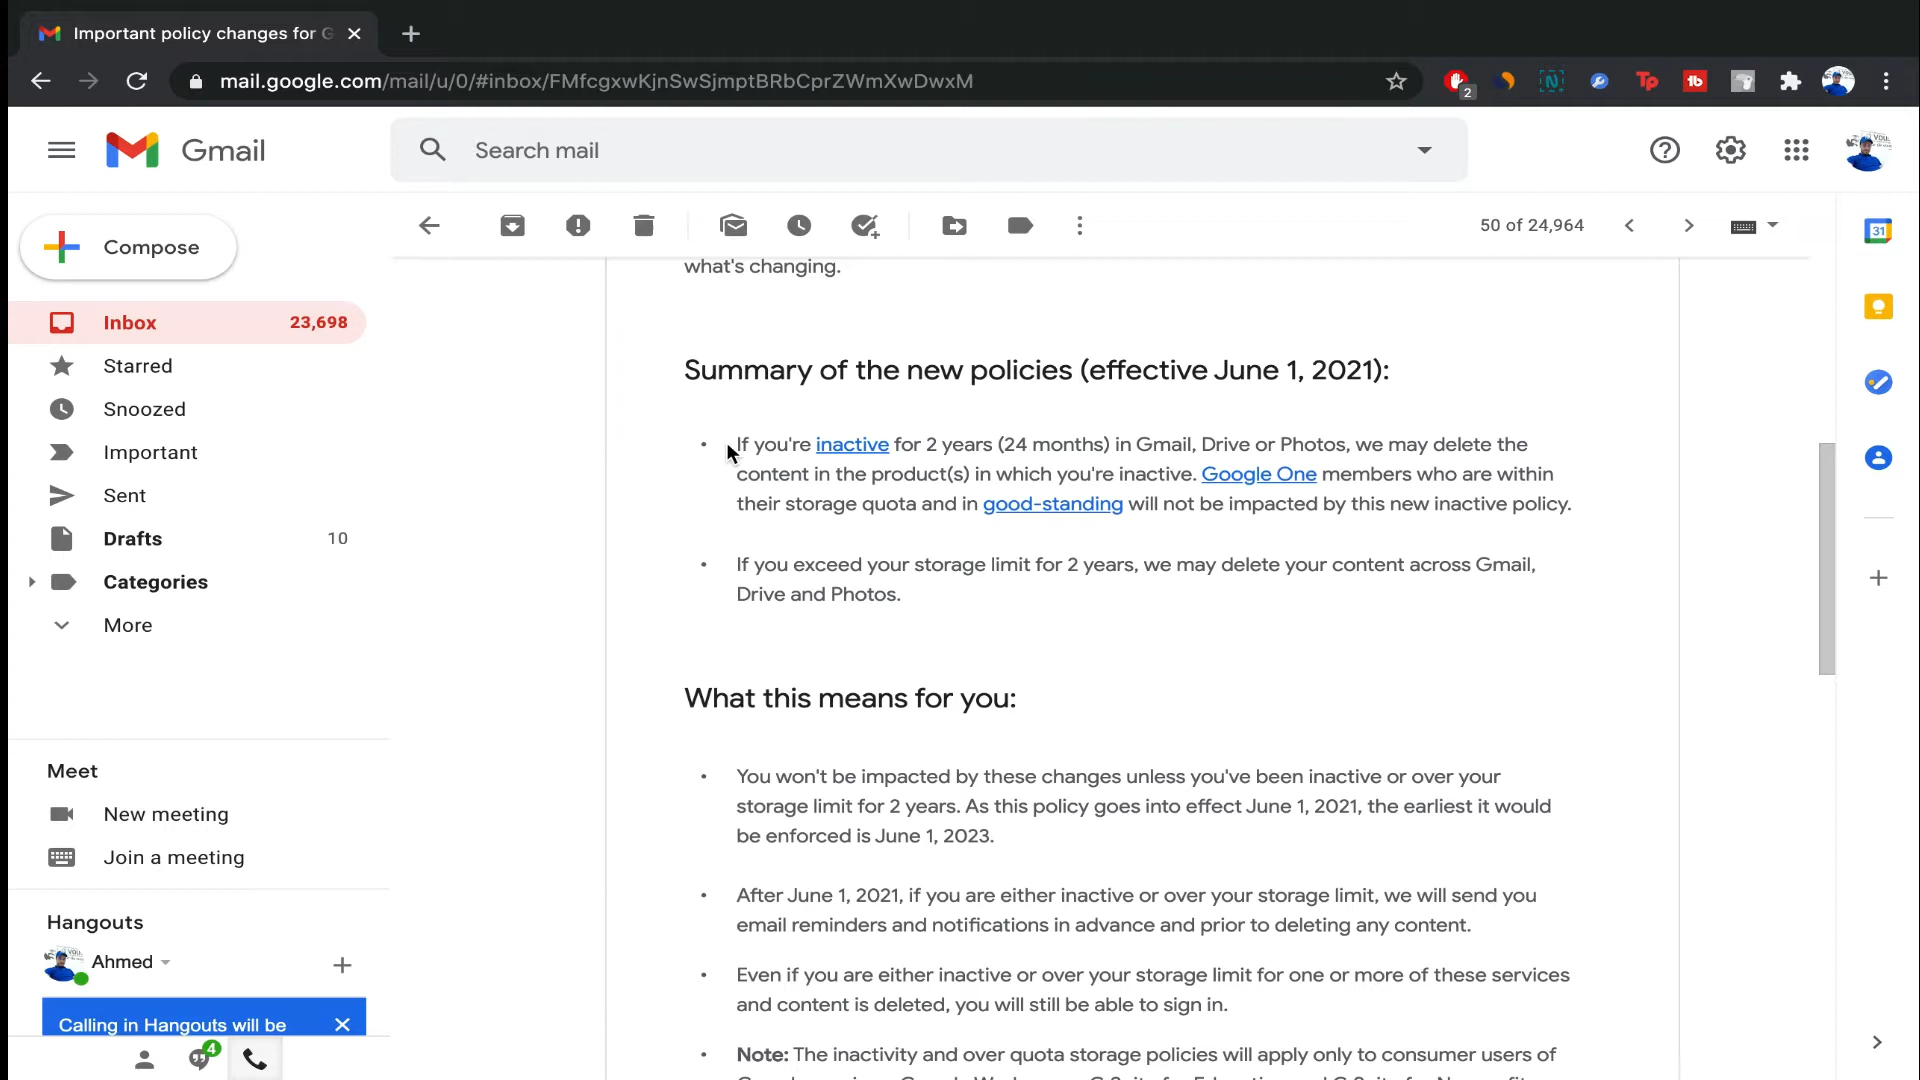 Important policy changes for G
mail.google.com/mail/u/0/#inbox/FMfcgxwKjnSwSjmptBRbCprZWmXwDwxM
2
Tp
Gmail
Search mail
Compose
50 of 24,964
31
Inbox 23,698
Starred
Snoozed
Important
Sent
Drafts 10
Categories
More
Meet
New meeting
Join a meeting
Hangouts
Ahmed
Calling in Hangouts will be
4
what's changing.
Summary of the new policies (effective June 1, 2021):
• If you're inactive for 2 years (24 months) in Gmail, Drive or Photos, we may delete the
content in the product(s) in which you're inactive. Google One members who are within
their storage quota and in good-standing will not be impacted by this new inactive policy.
• If you exceed your storage limit for 2 years, we may delete your content across Gmail,
Drive and Photos.
What this means for you:
• You won't be impacted by these changes unless you've been inactive or over your
storage limit for 2 years. As this policy goes into effect June 1, 2021, the earliest it would
be enforced is June 1, 2023.
• After June 1, 2021, if you are either inactive or over your storage limit, we will send you
email reminders and notifications in advance and prior to deleting any content.
• Even if you are either inactive or over your storage limit for one or more of these services
and content is deleted, you will still be able to sign in.
• Note: The inactivity and over quota storage policies will apply only to consumer users of